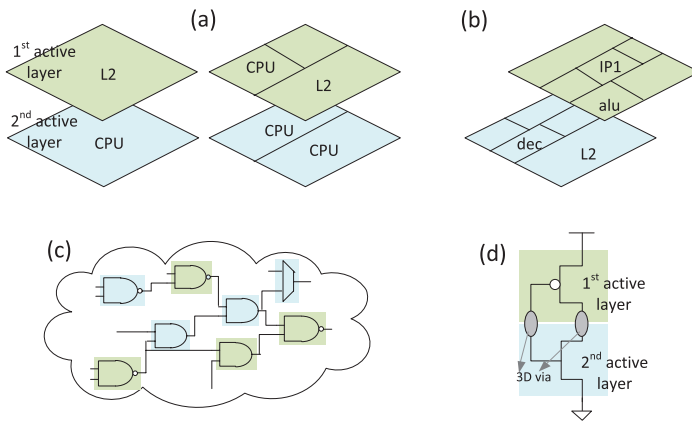 (a)
1st active
layer
L2
2nd active
layer
CPU
CPU
L2
CPU
CPU
(b)
IP1
alu
dec
L2
(c)
(d)
1st active
layer
2nd active
layer
3D via